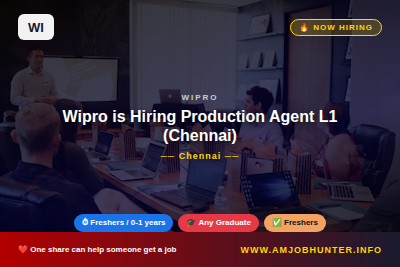 WI
🔥 NOW HIRING
WIPRO
Wipro is Hiring Production Agent L1
(Chennai)
── Chennai ──
⏱ Freshers / 0-1 years
🎓 Any Graduate
✅ Freshers
❤️ One share can help someone get a job
WWW.AMJOBHUNTER.INFO